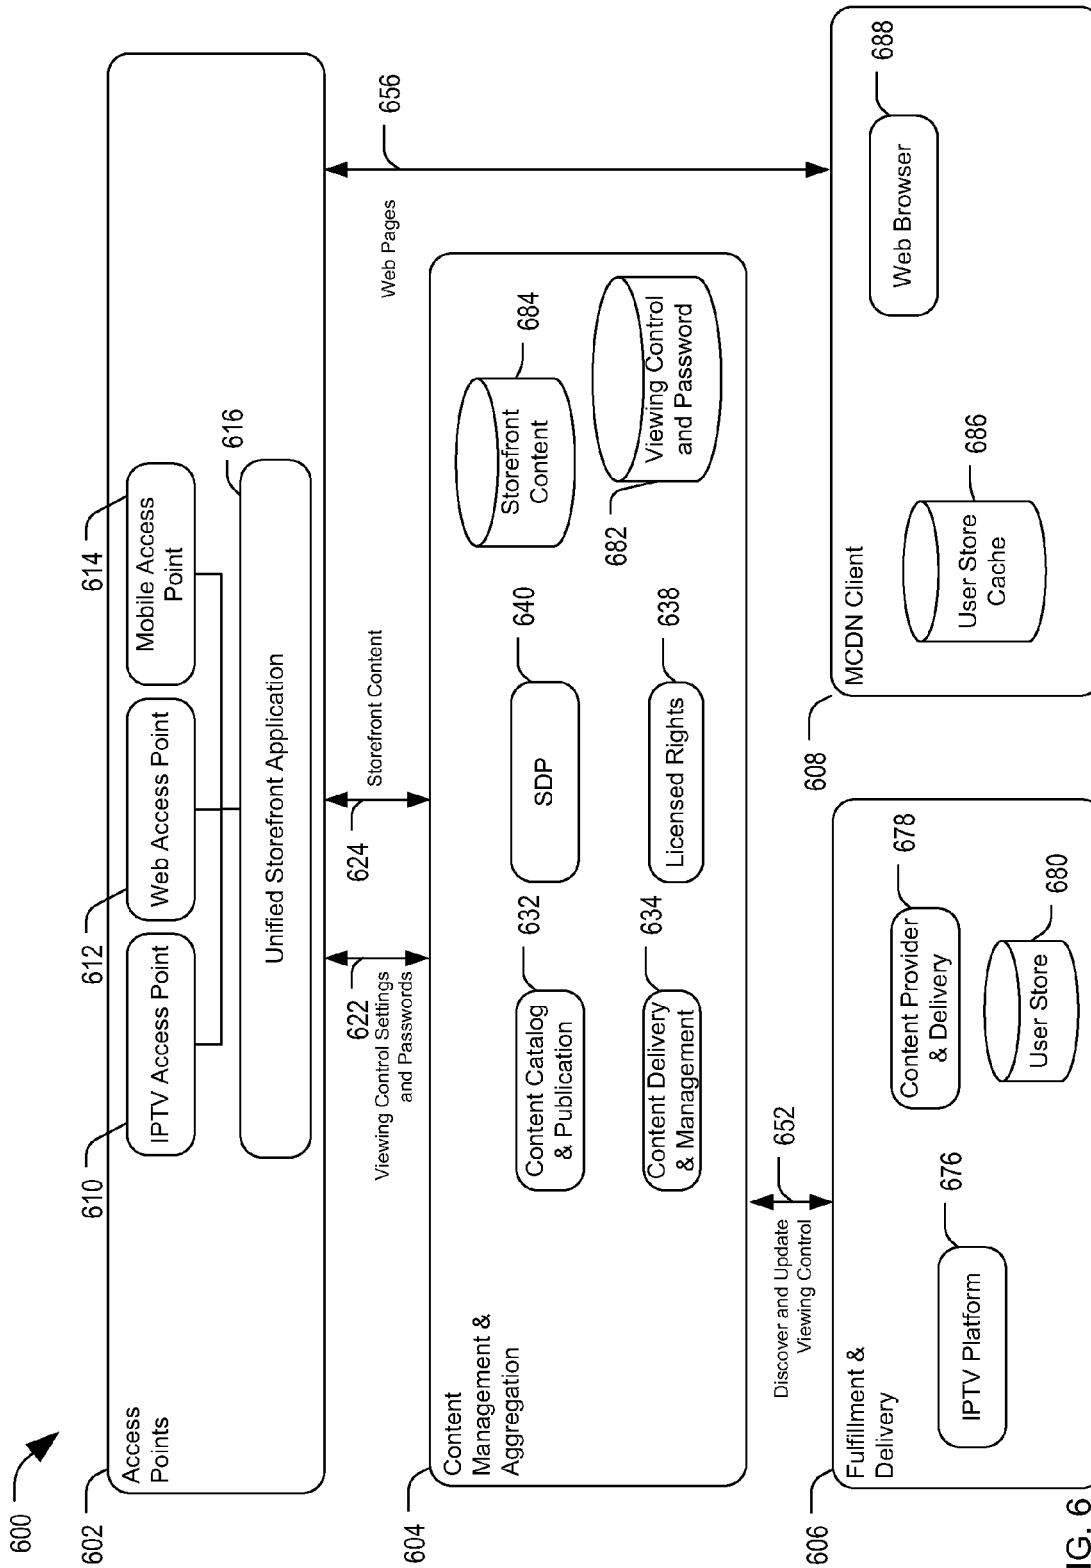 600
602
Access
Points
610
IPTV Access Point
612
Web Access Point
614
Mobile Access
Point
616
Unified Storefront Application
622
Viewing Control Settings
and Passwords
624
Storefront Content
656
Web Pages
604
Content
Management &
Aggregation
632
Content Catalog
& Publication
640
SDP
684
Storefront
Content
634
Content Delivery
& Management
638
Licensed Rights
682
Viewing Control
and Password
652
Discover and Update
Viewing Control
606
Fulfillment &
Delivery
676
IPTV Platform
678
Content Provider
& Delivery
680
User Store
608
MCDN Client
686
User Store
Cache
688
Web Browser
IG. 6